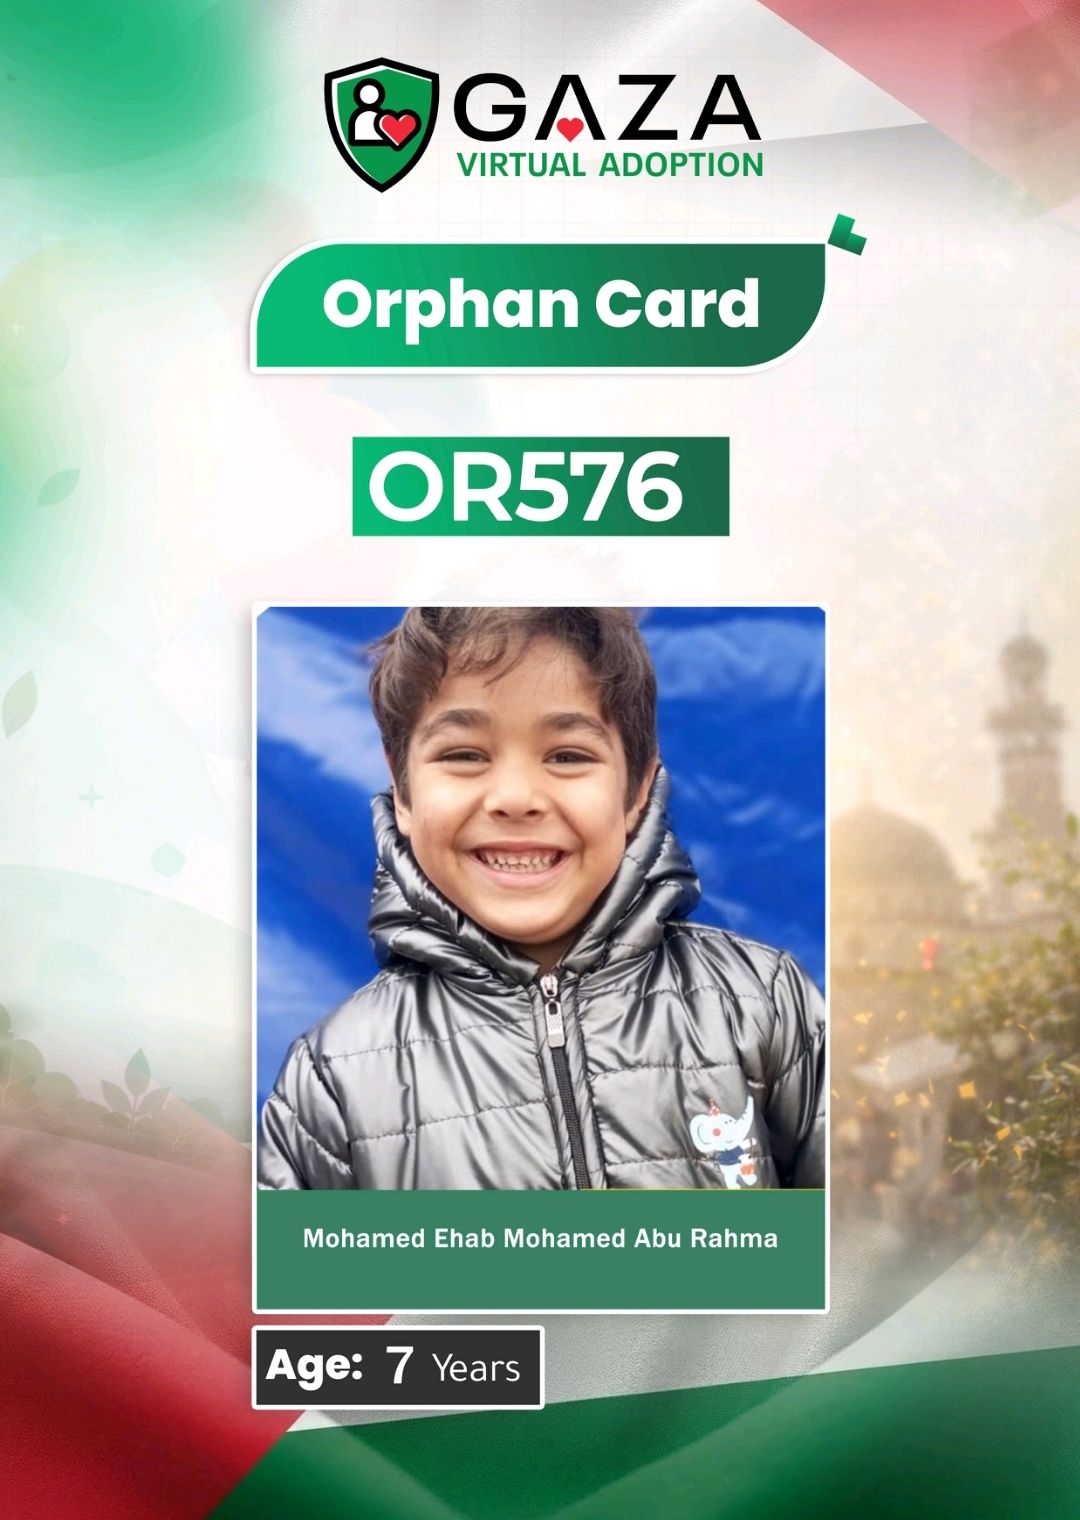 GAZA
VIRTUAL ADOPTION
Orphan Card
OR576
Mohamed Ehab Mohamed Abu Rahma
Age: 7 Years